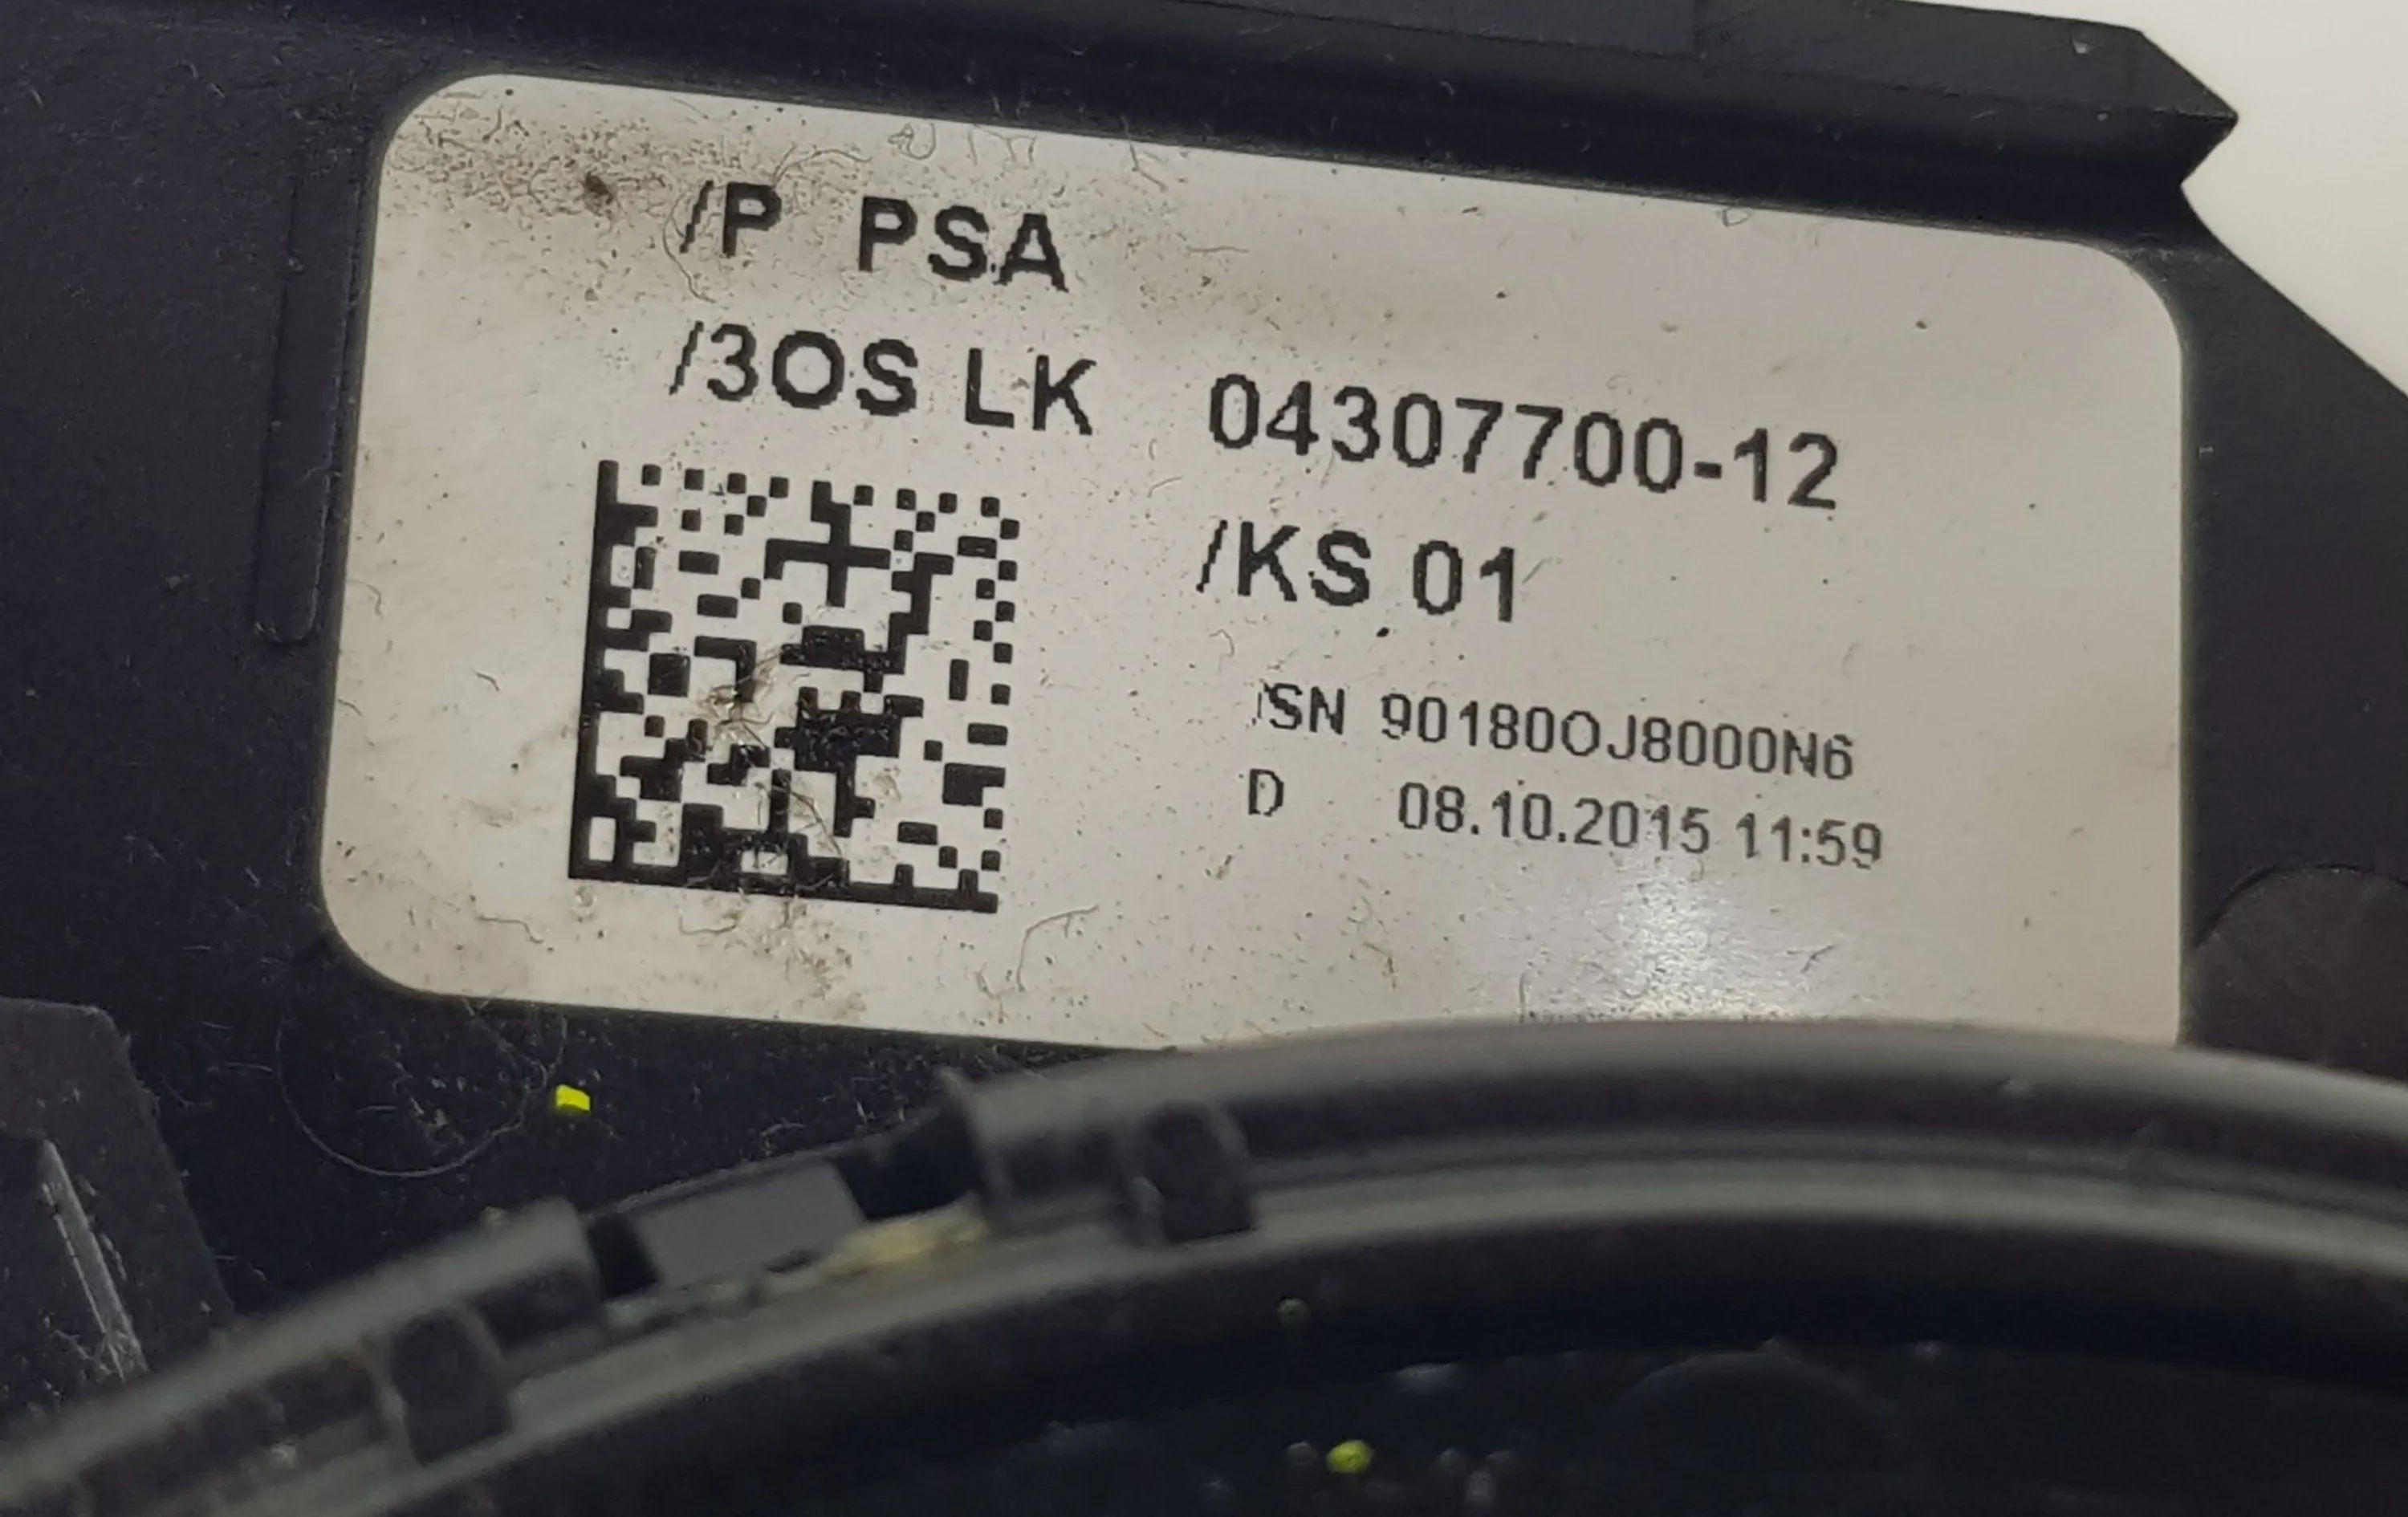 /P PSA
/3OS LK 04307700-12
/KS 01
/SN 90180OJ8000N6
D 08.10.2015 11:59